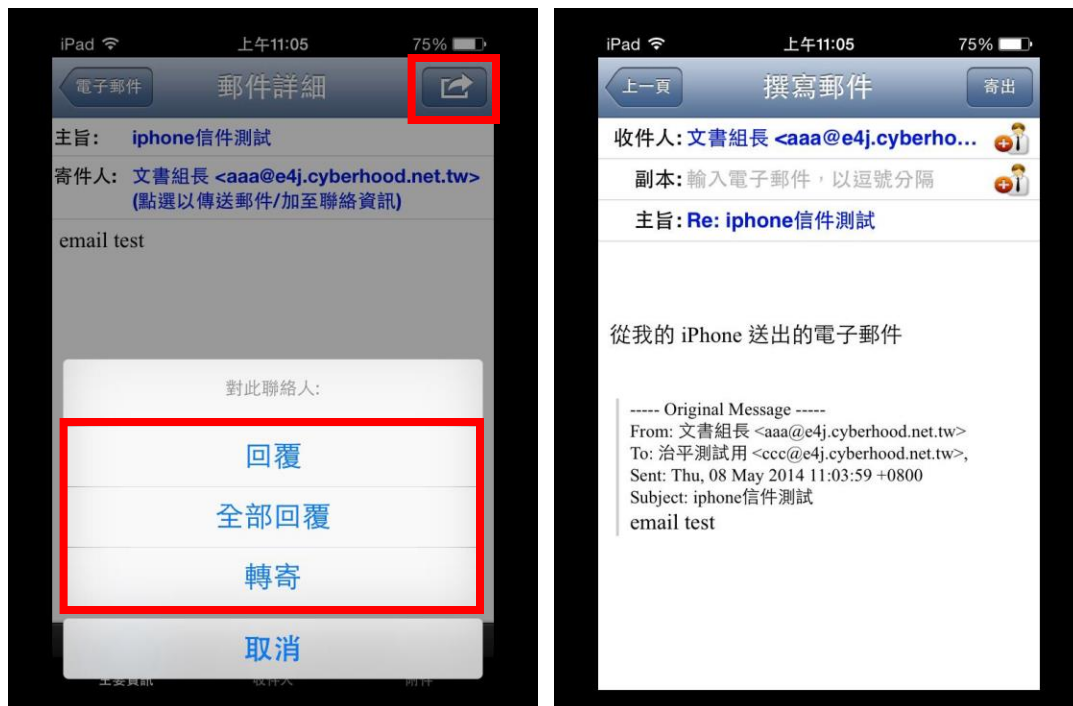 iPad 上午11:05 75%
電子郵件 郵件詳細
主旨: iphone信件測試
寄件人: 文書組長 <aaa@e4j.cyberhood.net.tw>
(點選以傳送郵件/加至聯絡資訊)
email test
對此聯絡人:
回覆
全部回覆
轉寄
取消
主要資訊 收件人 附件
iPad 上午11:05 75%
上一頁 撰寫郵件 寄出
收件人: 文書組長 <aaa@e4j.cyberho...
副本: 輸入電子郵件，以逗號分隔
主旨: Re: iphone信件測試
從我的 iPhone 送出的電子郵件
----- Original Message -----
From: 文書組長 <aaa@e4j.cyberhood.net.tw>
To: 治平測試用 <ccc@e4j.cyberhood.net.tw>,
Sent: Thu, 08 May 2014 11:03:59 +0800
Subject: iphone信件測試
email test